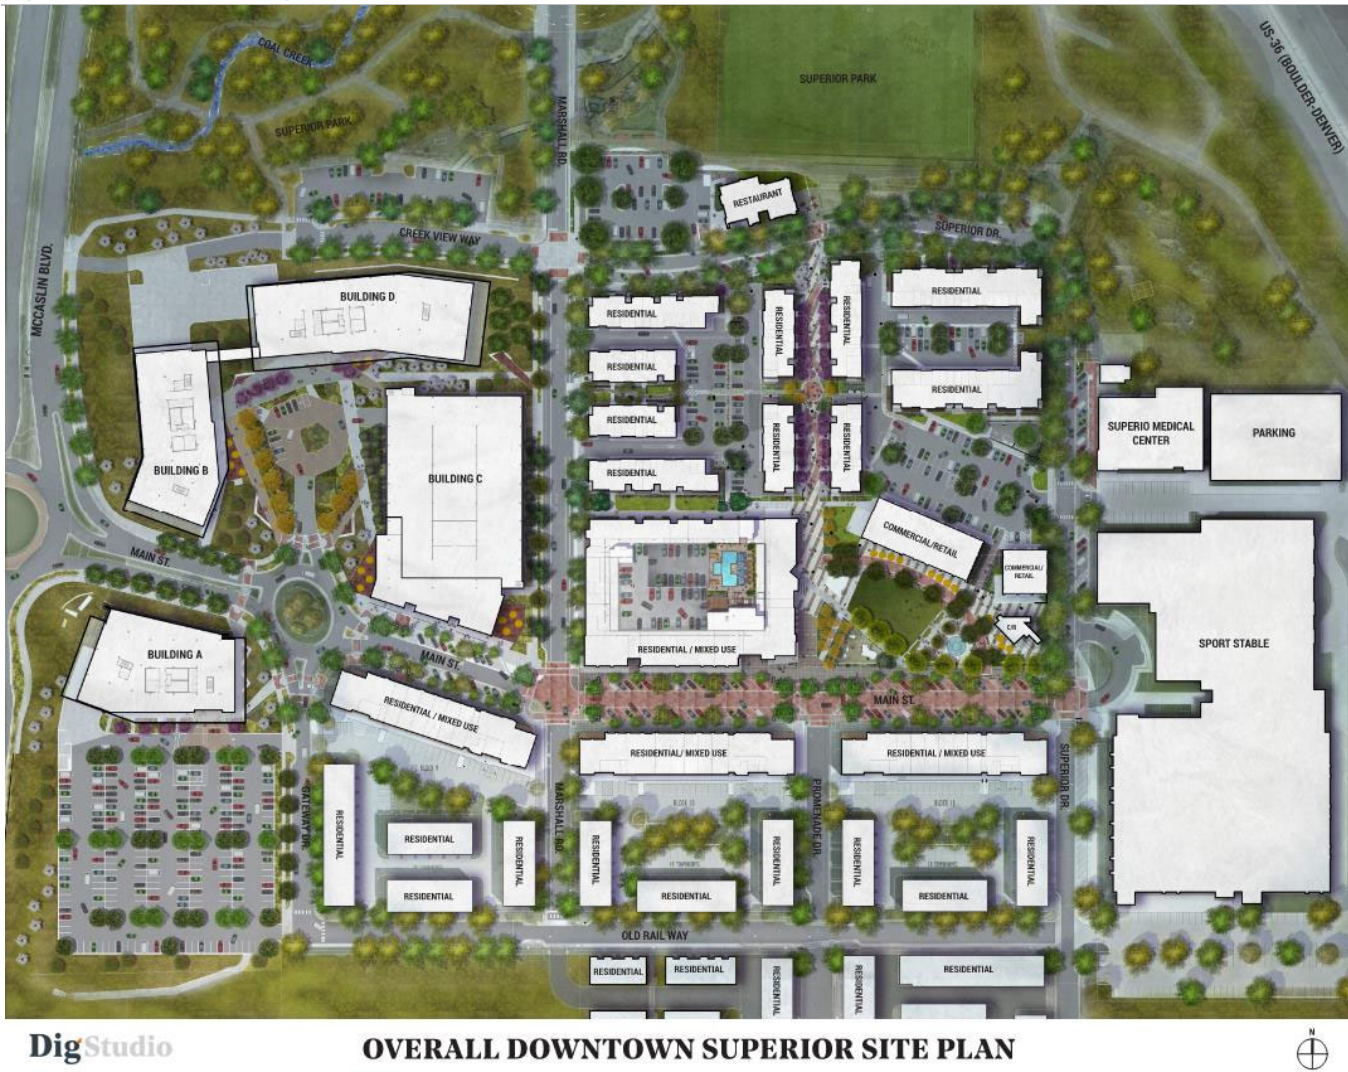 COAL CREEK
SUPERIOR PARK
SUPERIOR PARK
US-36 (BOULDER-DENVER)
MARSHALL RD.
MCCASLIN BLVD.
CREEK VIEW WAY
RESTAURANT
SUPERIOR DR.
BUILDING D
RESIDENTIAL
RESIDENTIAL
RESIDENTIAL
RESIDENTIAL
RESIDENTIAL
RESIDENTIAL
RESIDENTIAL
RESIDENTIAL
RESIDENTIAL
RESIDENTIAL
BUILDING B
BUILDING C
SUPERIO MEDICAL
CENTER
PARKING
COMMERCIAL/RETAIL
COMMERCIAL/
RETAIL
C/R
MAIN ST.
BUILDING A
MAIN ST.
RESIDENTIAL / MIXED USE
SPORT STABLE
MAIN ST.
RESIDENTIAL / MIXED USE
RESIDENTIAL/ MIXED USE
RESIDENTIAL / MIXED USE
GATEWAY DR.
MARSHALL RD.
PROMENADE DR.
SUPERIOR DR.
BLOCK 10
RESIDENTIAL
RESIDENTIAL
RESIDENTIAL
RESIDENTIAL
RESIDENTIAL
RESIDENTIAL
RESIDENTIAL
RESIDENTIAL
RESIDENTIAL
RESIDENTIAL
OLD RAIL WAY
RESIDENTIAL
RESIDENTIAL
RESIDENTIAL
RESIDENTIAL
RESIDENTIAL
DigStudio
OVERALL DOWNTOWN SUPERIOR SITE PLAN
N